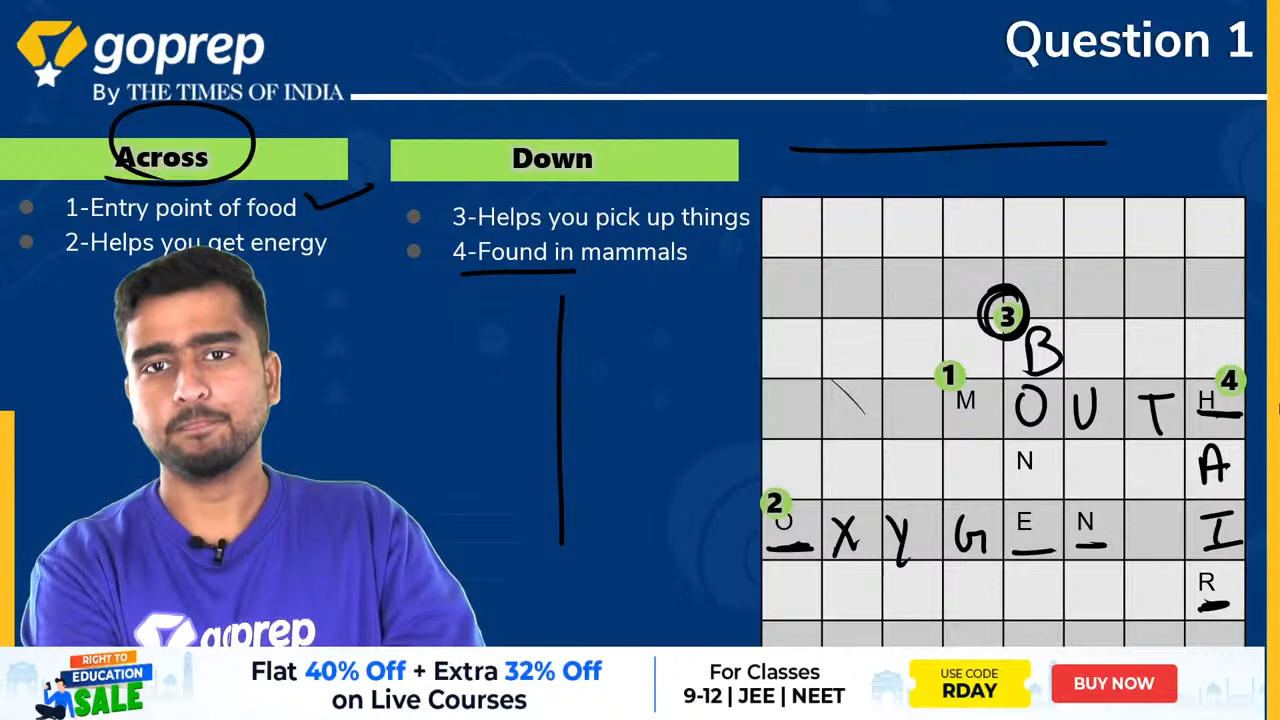 goprep
By THE TIMES OF INDIA
Question 1
Across
1-Entry point of food
2-Helps you get energy
Down
3-Helps you pick up things
4-Found in mammals
3
B
1
4
M O U T H
N A
2
O X Y G E N I
R
goprep
RIGHT TO
EDUCATION
SALE
Flat 40% Off + Extra 32% Off
on Live Courses
For Classes
9-12 | JEE | NEET
USE CODE
RDAY
BUY NOW